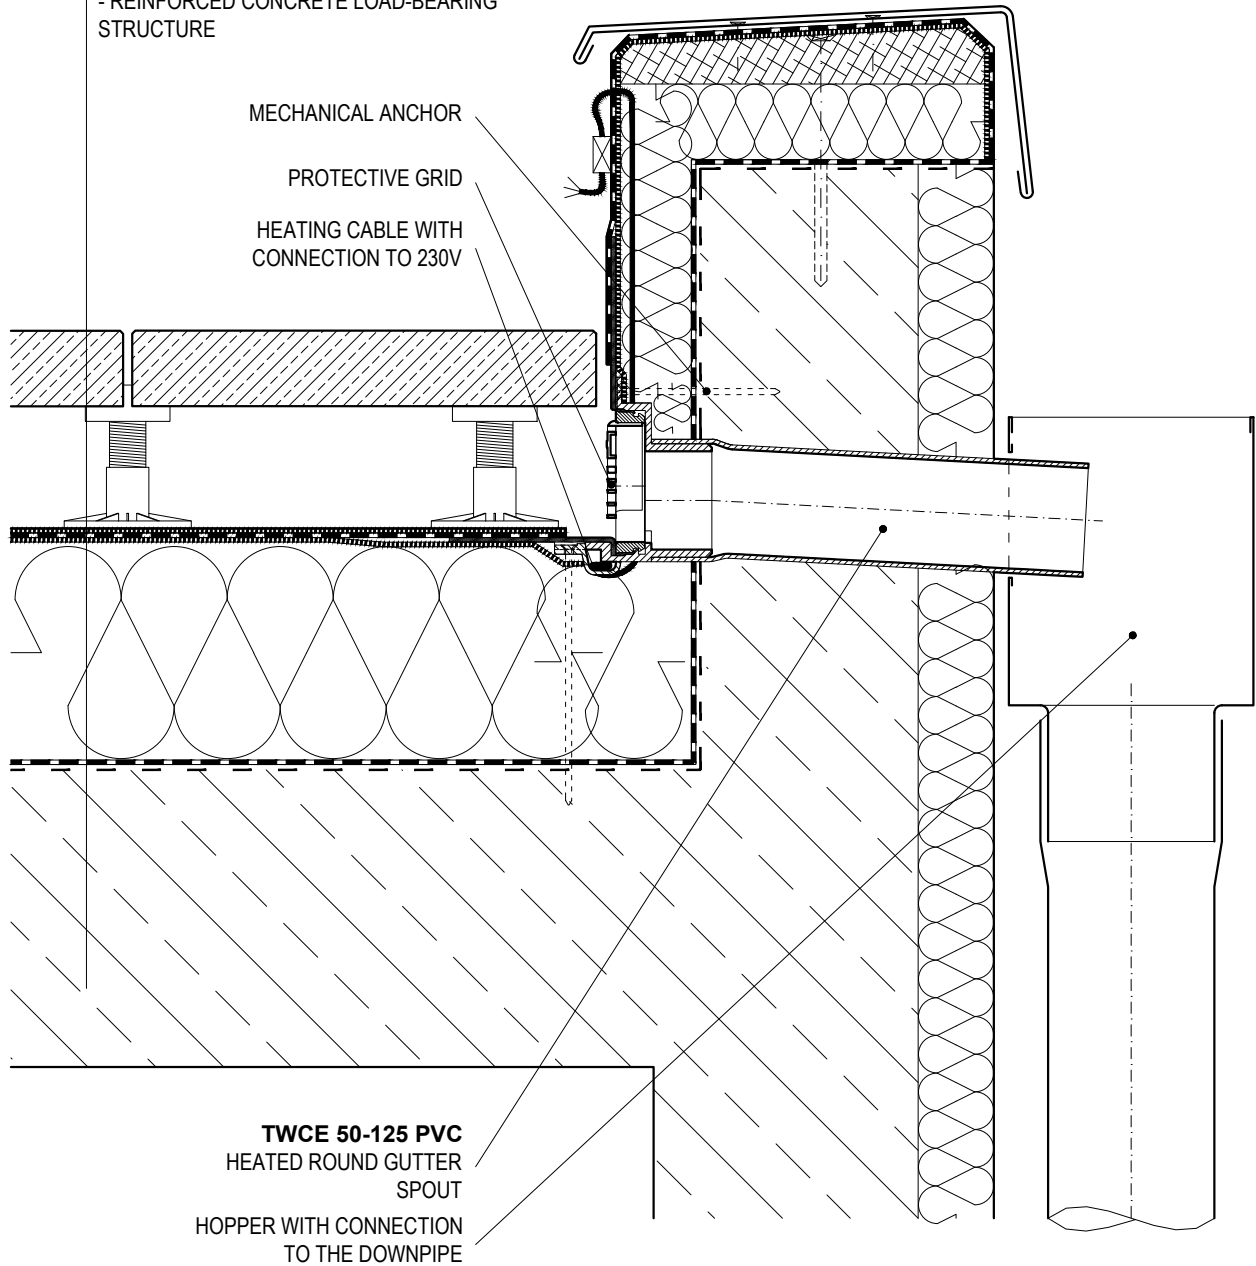 - REINFORCED CONCRETE LOAD-BEARING
STRUCTURE
MECHANICAL ANCHOR
PROTECTIVE GRID
HEATING CABLE WITH
CONNECTION TO 230V
TWCE 50-125 PVC
HEATED ROUND GUTTER
SPOUT
HOPPER WITH CONNECTION
TO THE DOWNPIPE